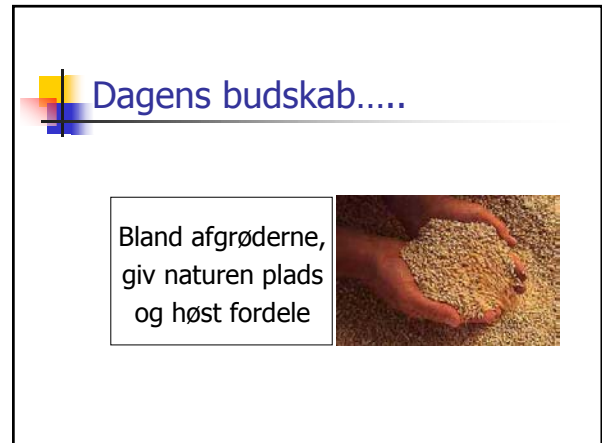 Dagens budskab…..
Bland afgrøderne,
giv naturen plads
og høst fordele